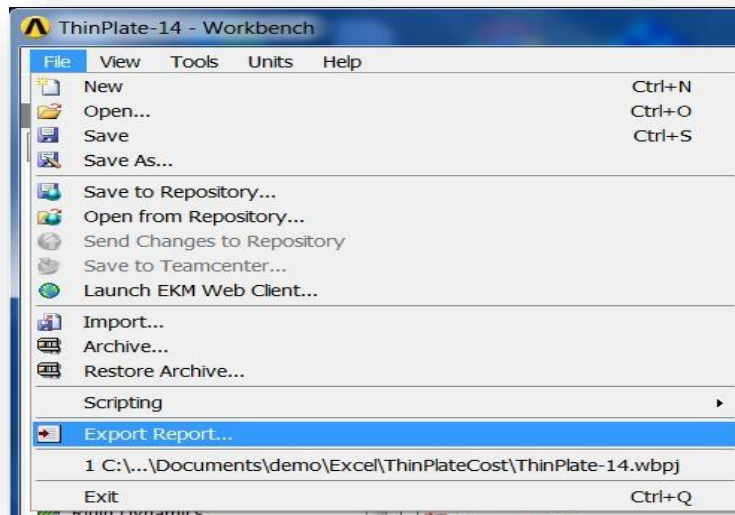 ThinPlate-14 - Workbench
File View Tools Units Help
New Ctrl+N
Open... Ctrl+O
Save Ctrl+S
Save As...
Save to Repository...
Open from Repository...
Send Changes to Repository
Save to Teamcenter...
Launch EKM Web Client...
Import...
Archive...
Restore Archive...
Scripting
Export Report...
1 C:\...\Documents\demo\Excel\ThinPlateCost\ThinPlate-14.wbpj
Exit Ctrl+Q
Rigid Dynamics